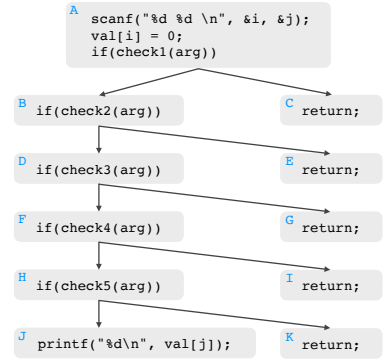 A
scanf("%d %d \n", &i, &j);
val[i] = 0;
if(check1(arg))
B if(check2(arg))
C return;
D if(check3(arg))
E return;
F if(check4(arg))
G return;
H if(check5(arg))
I return;
J printf("%d\n", val[j]);
K return;